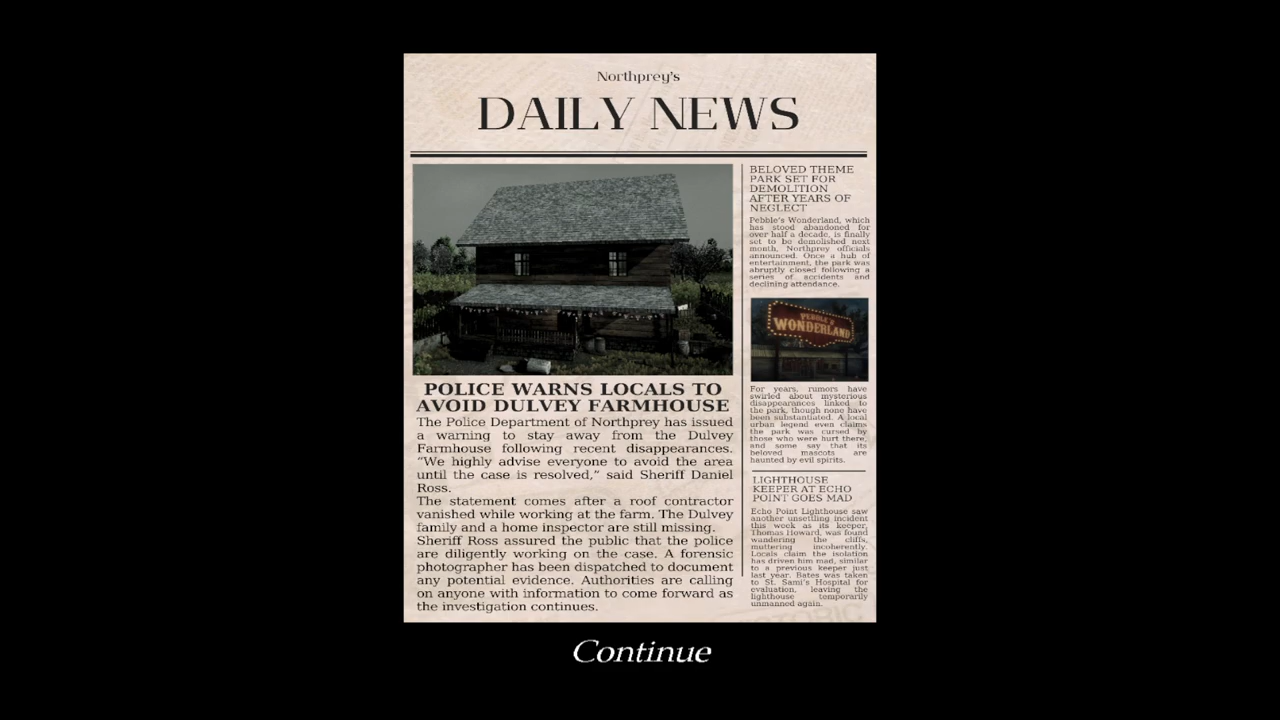 Northprey's
DAILY NEWS
POLICE WARNS LOCALS TO
AVOID DULVEY FARMHOUSE
The Police Department of Northprey has issued
a warning to stay away from the Dulvey
Farmhouse following recent disappearances.
"We highly advise everyone to avoid the area
until the case is resolved," said Sheriff Daniel
Ross.
The statement comes after a roof contractor
vanished while working at the farm. The Dulvey
family and a home inspector are still missing.
Sheriff Ross assured the public that the police
are diligently working on the case. A forensic
photographer has been dispatched to document
any potential evidence. Authorities are calling
on anyone with information to come forward as
the investigation continues.
BELOVED THEME
PARK SET FOR
DEMOLITION
AFTER YEARS OF
NEGLECT
Pebble's Wonderland, which
has stood abandoned for
over half a decade, is finally
set to be demolished next
month, Northprey officials
announced. Once a hub of
entertainment, the park was
abruptly closed following a
series of accidents and
declining attendance.
PEBBLE'S
WONDERLAND
For years, rumors have
swirled about mysterious
disappearances linked to
the park, though none have
been substantiated. A local
urban legend even claims
the park was cursed by
those who were hurt there,
and some say that its
beloved mascots are
haunted by evil spirits.
LIGHTHOUSE
KEEPER AT ECHO
POINT GOES MAD
Echo Point Lighthouse saw
another unsettling incident
this week as its keeper,
Thomas Howard, was found
wandering the cliffs,
muttering incoherently.
Locals claim the isolation
has driven him mad, similar
to a previous keeper just
last year. Bates was taken
to St. Sami's Hospital for
evaluation, leaving the
lighthouse temporarily
unmanned again.
Continue